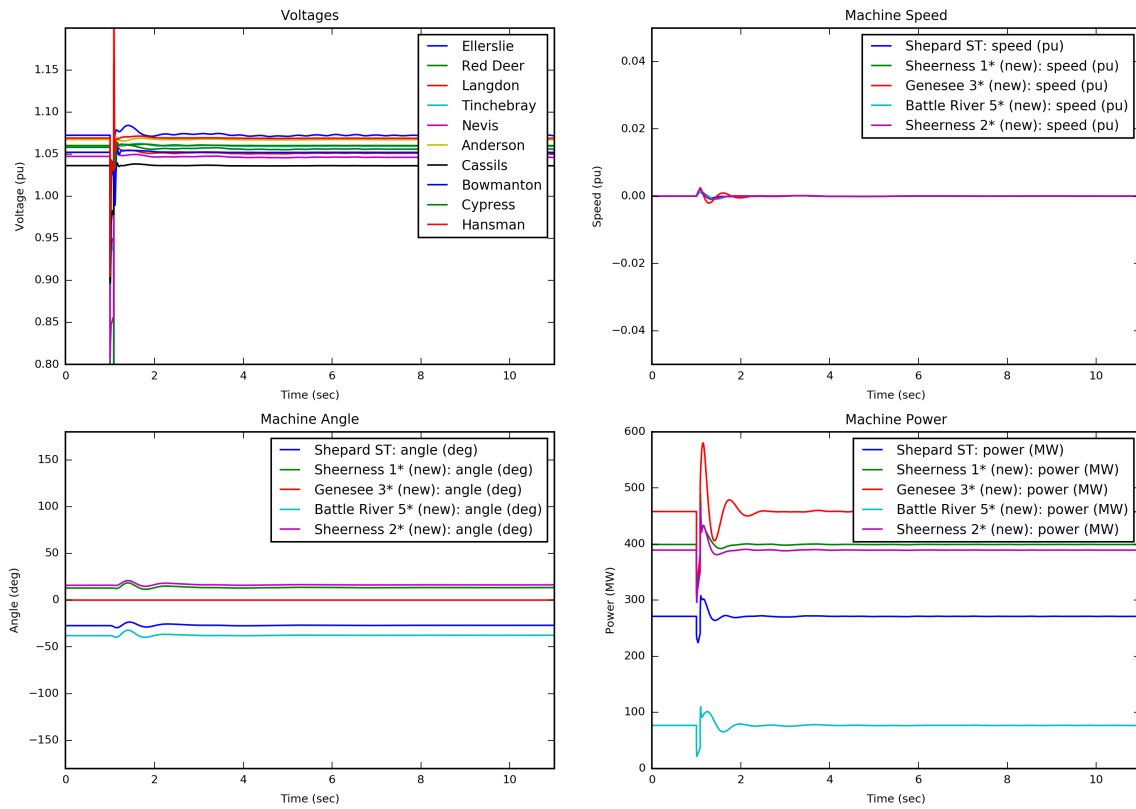 Voltages
1.15
1.10
1.05
1.00
0.95
0.90
0.85
0.80
Voltage (pu)
Ellerslie
Red Deer
Langdon
Tinchebray
Nevis
Anderson
Cassils
Bowmanton
Cypress
Hansman
0 2 4 6 8 10
Time (sec)
Machine Speed
0.04
0.02
0.00
−0.02
−0.04
Speed (pu)
Shepard ST: speed (pu)
Sheerness 1* (new): speed (pu)
Genesee 3* (new): speed (pu)
Battle River 5* (new): speed (pu)
Sheerness 2* (new): speed (pu)
0 2 4 6 8 10
Time (sec)
Machine Angle
150
100
50
0
−50
−100
−150
Angle (deg)
Shepard ST: angle (deg)
Sheerness 1* (new): angle (deg)
Genesee 3* (new): angle (deg)
Battle River 5* (new): angle (deg)
Sheerness 2* (new): angle (deg)
0 2 4 6 8 10
Time (sec)
Machine Power
600
500
400
300
200
100
0
Power (MW)
Shepard ST: power (MW)
Sheerness 1* (new): power (MW)
Genesee 3* (new): power (MW)
Battle River 5* (new): power (MW)
Sheerness 2* (new): power (MW)
0 2 4 6 8 10
Time (sec)